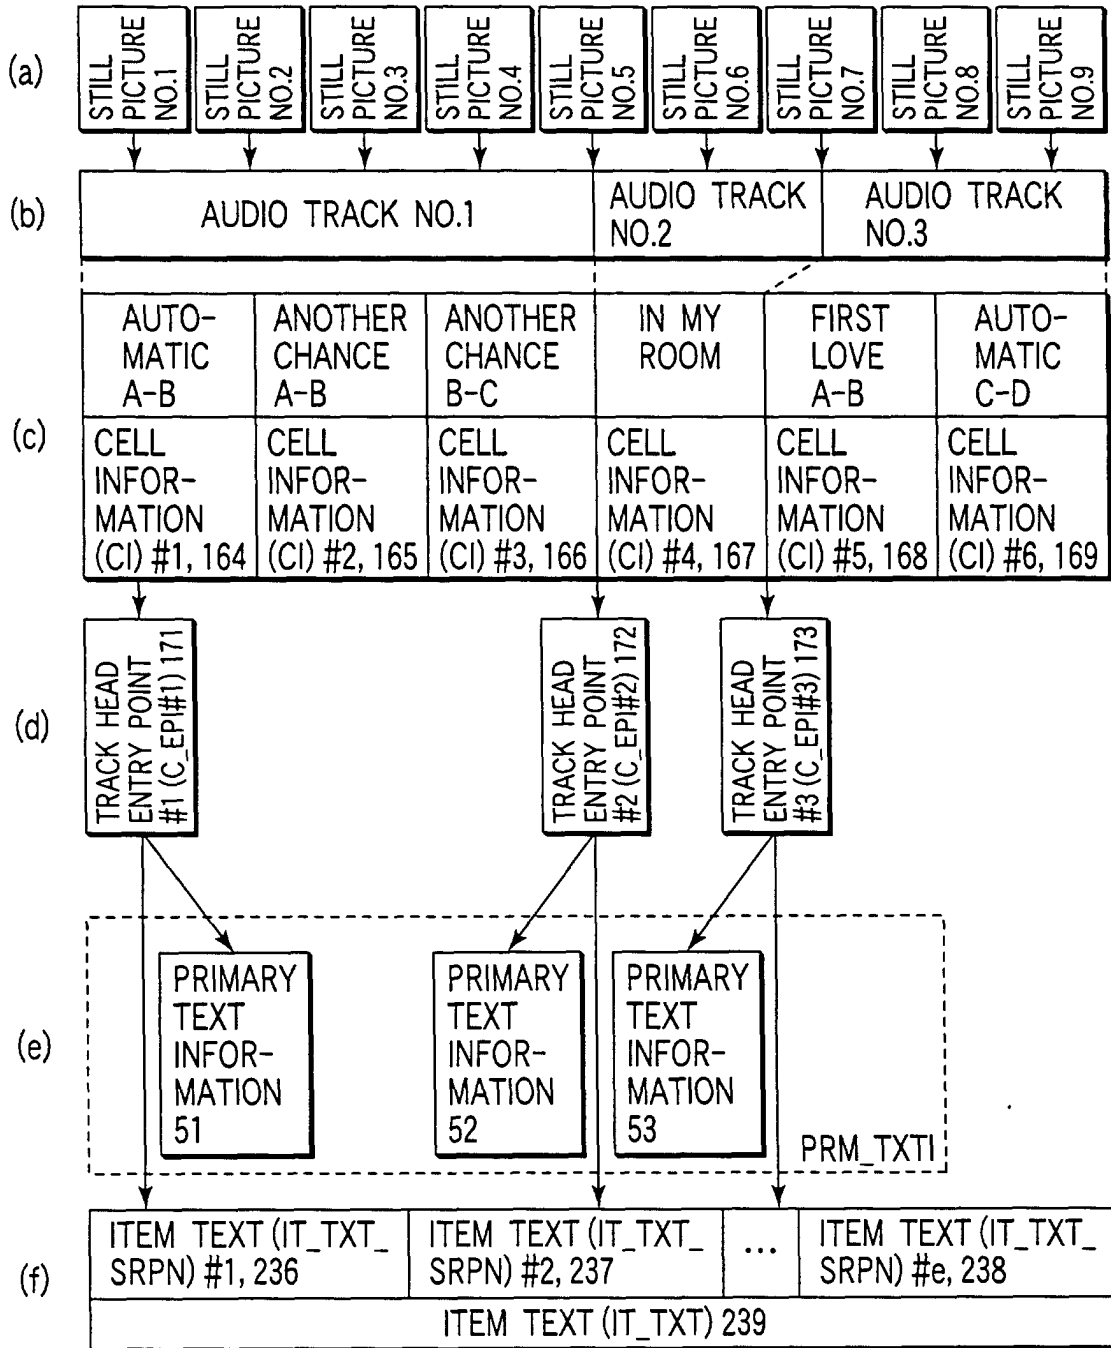 (a)
STILL
PICTURE
NO.1
STILL
PICTURE
NO.2
STILL
PICTURE
NO.3
STILL
PICTURE
NO.4
STILL
PICTURE
NO.5
STILL
PICTURE
NO.6
STILL
PICTURE
NO.7
STILL
PICTURE
NO.8
STILL
PICTURE
NO.9
(b)
AUDIO TRACK NO.1
AUDIO TRACK
NO.2
AUDIO TRACK
NO.3
(c)
AUTO-
MATIC
A-B
ANOTHER
CHANCE
A-B
ANOTHER
CHANCE
B-C
IN MY
ROOM
FIRST
LOVE
A-B
AUTO-
MATIC
C-D
CELL
INFOR-
MATION
(CI) #1, 164
CELL
INFOR-
MATION
(CI) #2, 165
CELL
INFOR-
MATION
(CI) #3, 166
CELL
INFOR-
MATION
(CI) #4, 167
CELL
INFOR-
MATION
(CI) #5, 168
CELL
INFOR-
MATION
(CI) #6, 169
(d)
TRACK HEAD
ENTRY POINT
#1 (C_EPI#1) 171
TRACK HEAD
ENTRY POINT
#2 (C_EPI#2) 172
TRACK HEAD
ENTRY POINT
#3 (C_EPI#3) 173
(e)
PRIMARY
TEXT
INFOR-
MATION
51
PRIMARY
TEXT
INFOR-
MATION
52
PRIMARY
TEXT
INFOR-
MATION
53
PRM_TXTI
(f)
ITEM TEXT (IT_TXT_
SRPN) #1, 236
ITEM TEXT (IT_TXT_
SRPN) #2, 237
...
ITEM TEXT (IT_TXT_
SRPN) #e, 238
ITEM TEXT (IT_TXT) 239